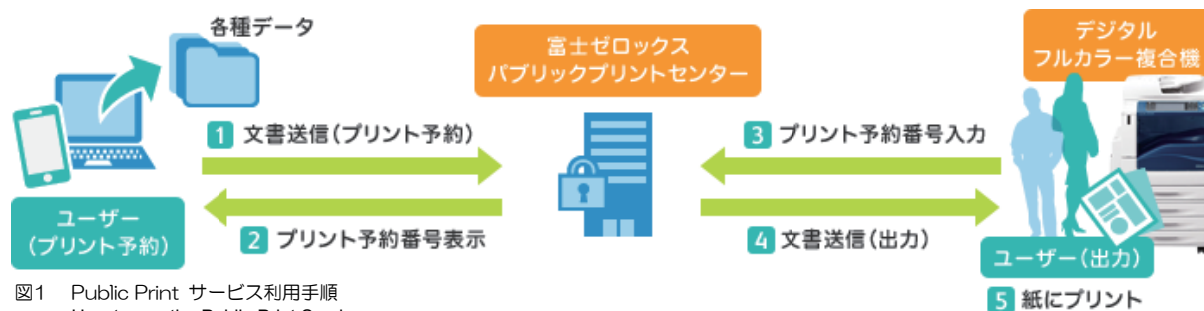 各種データ
富士ゼロックス
パブリックプリントセンター
デジタル
フルカラー複合機
1 文書送信(プリント予約)
3 プリント予約番号入力
ユーザー
(プリント予約)
2 プリント予約番号表示
4 文書送信(出力)
ユーザー(出力)
5 紙にプリント
図1 Public Print サービス利用手順